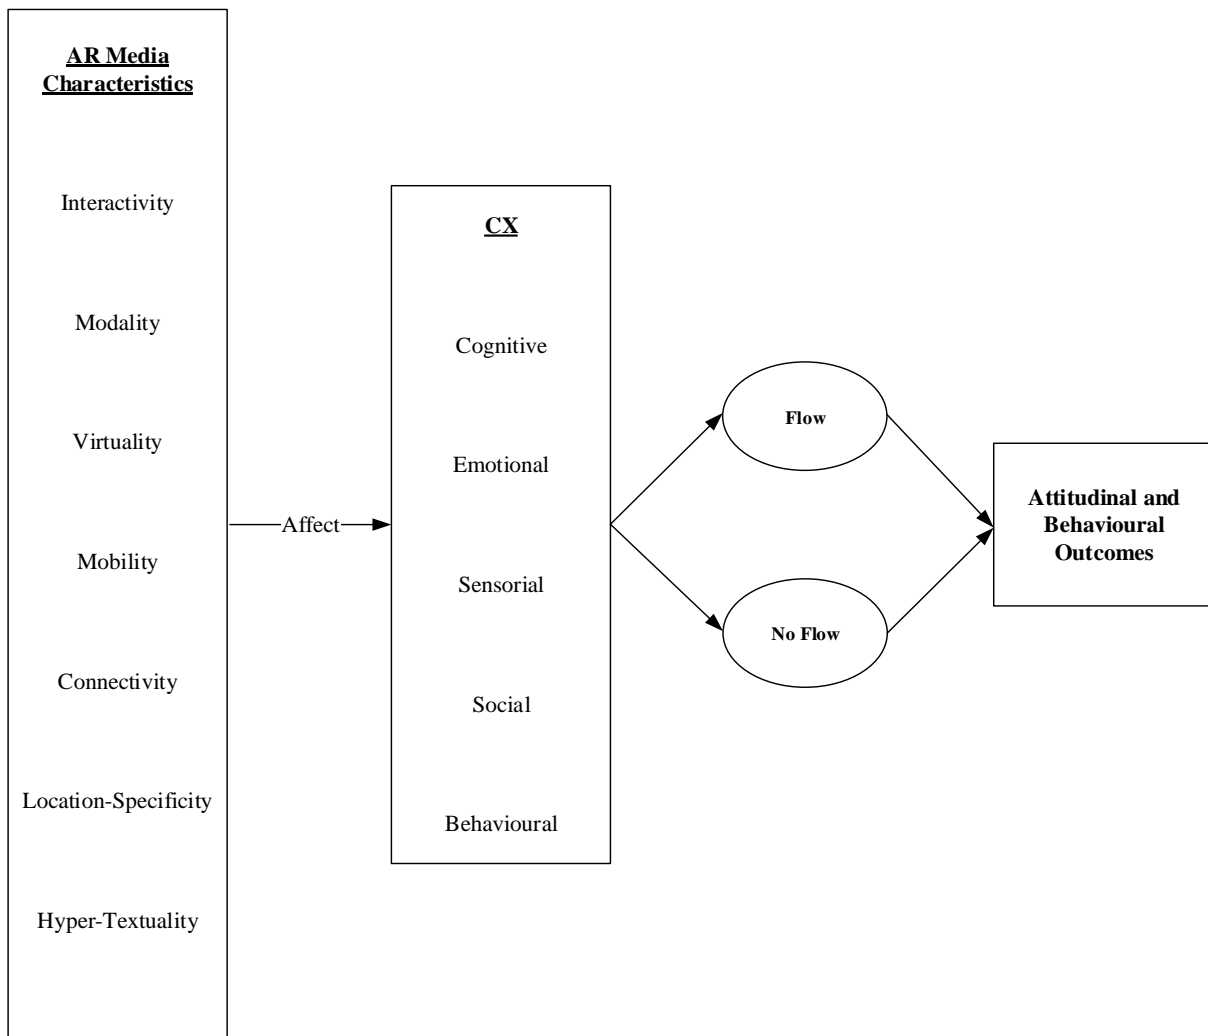 AR Media
Characteristics
Interactivity
Modality
Virtuality
Mobility
Connectivity
Location-Specificity
Hyper-Textuality
Affect
CX
Cognitive
Emotional
Sensorial
Social
Behavioural
Flow
No Flow
Attitudinal and
Behavioural
Outcomes